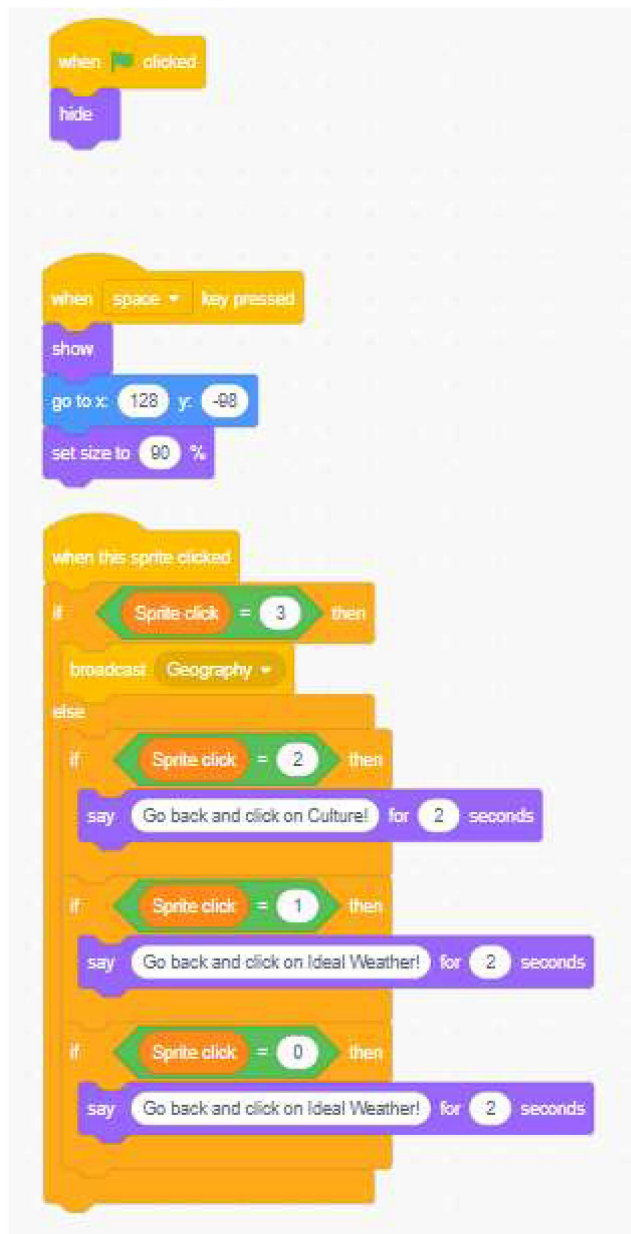 when clicked
hide
when space key pressed
show
go to x: 128 y: -98
set size to 90 %
when this sprite clicked
if Sprite click = 3 then
broadcast Geography
else
if Sprite click = 2 then
say Go back and click on Culture! for 2 seconds
if Sprite click = 1 then
say Go back and click on Ideal Weather! for 2 seconds
if Sprite click = 0 then
say Go back and click on Ideal Weather! for 2 seconds